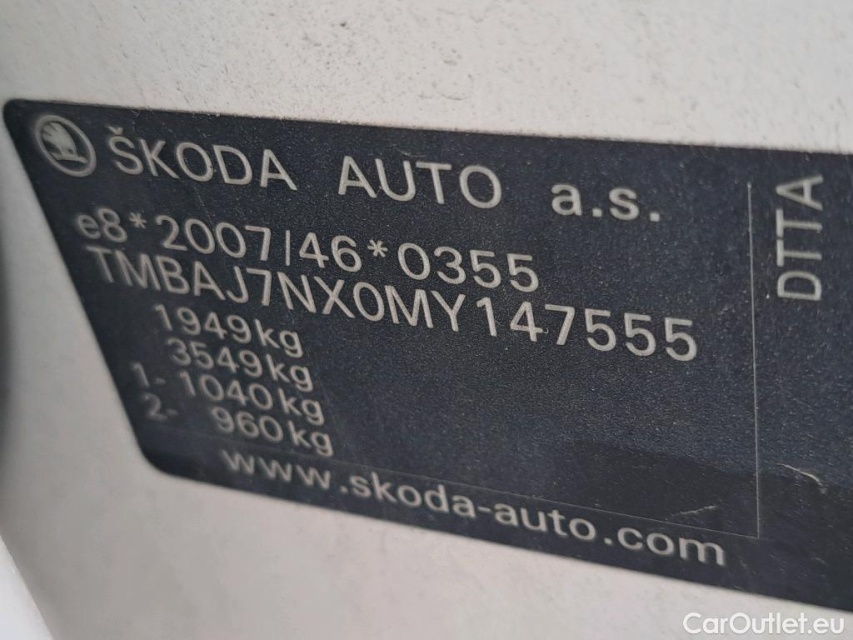 ŠKODA AUTO a.s.
e8*2007/46*0355
TMBAJ7NX0MY147555
1949kg
3549kg
1.- 1040kg
2.- 960kg
www.skoda-auto.com
DTTA
CarOutlet.eu